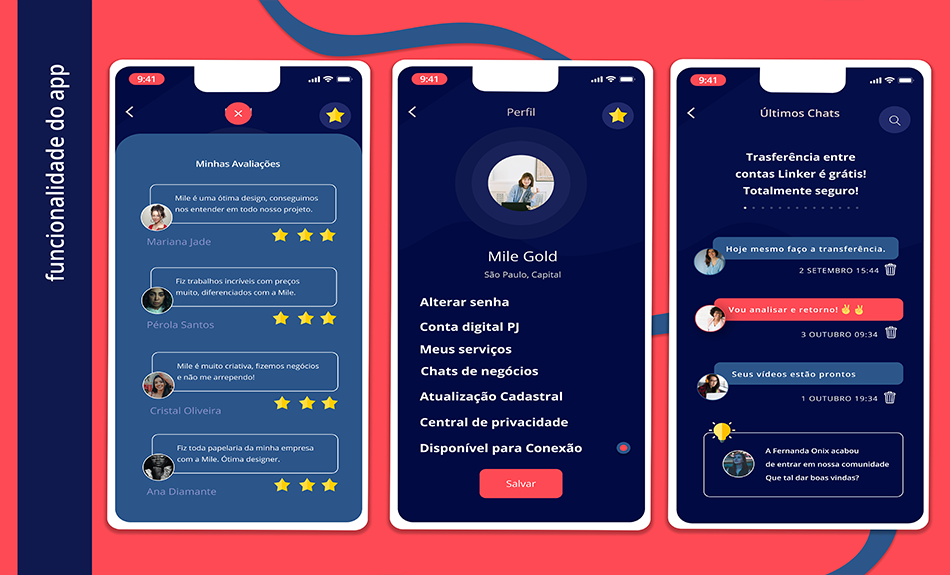 funcionalidade do app
9:41
Minhas Avaliações
Mile é uma ótima design, conseguimos
nos entender em todo nosso projeto.
Mariana Jade
Fiz trabalhos incríveis com preços
muito, diferenciados com a Mile.
Pérola Santos
Mile é muito criativa, fizemos negócios
e não me arrependo!
Cristal Oliveira
Fiz toda papelaria da minha empresa
com a Mile. Ótima designer.
Ana Diamante
9:41
Perfil
Mile Gold
São Paulo, Capital
Alterar senha
Conta digital PJ
Meus serviços
Chats de negócios
Atualização Cadastral
Central de privacidade
Disponível para Conexão
Salvar
9:41
Últimos Chats
Trasferência entre
contas Linker é grátis!
Totalmente seguro!
Hoje mesmo faço a transferência.
2 SETEMBRO 15:44
Vou analisar e retorno! ✌️✌️
3 OUTUBRO 09:34
Seus vídeos estão prontos
1 OUTUBRO 19:34
A Fernanda Onix acabou
de entrar em nossa comunidade
Que tal dar boas vindas?